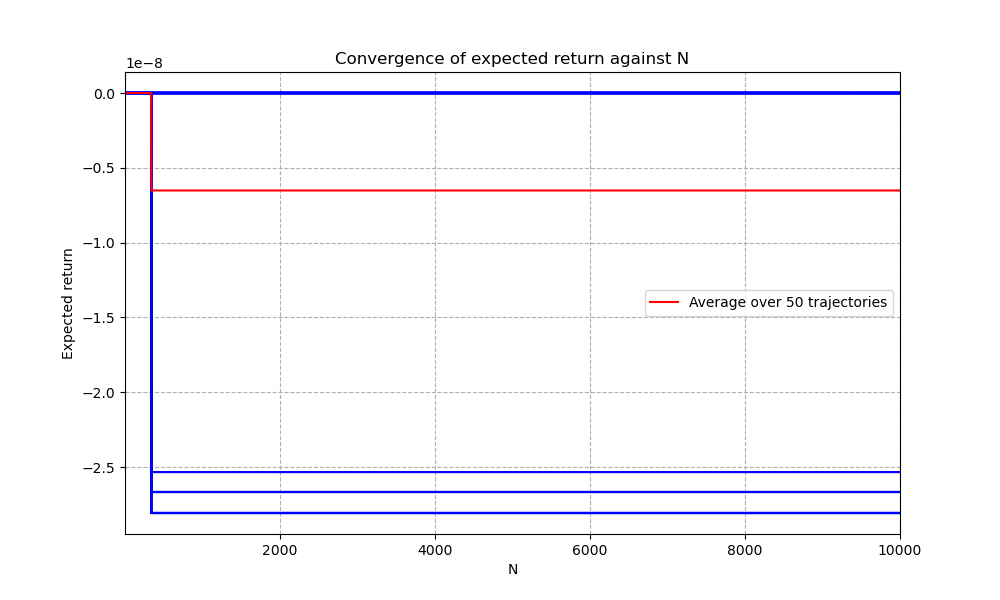 Convergence of expected return against N
1e−8
0.0
−0.5
−1.0
−1.5
−2.0
−2.5
Expected return
Average over 50 trajectories
2000 4000 6000 8000 10000
N